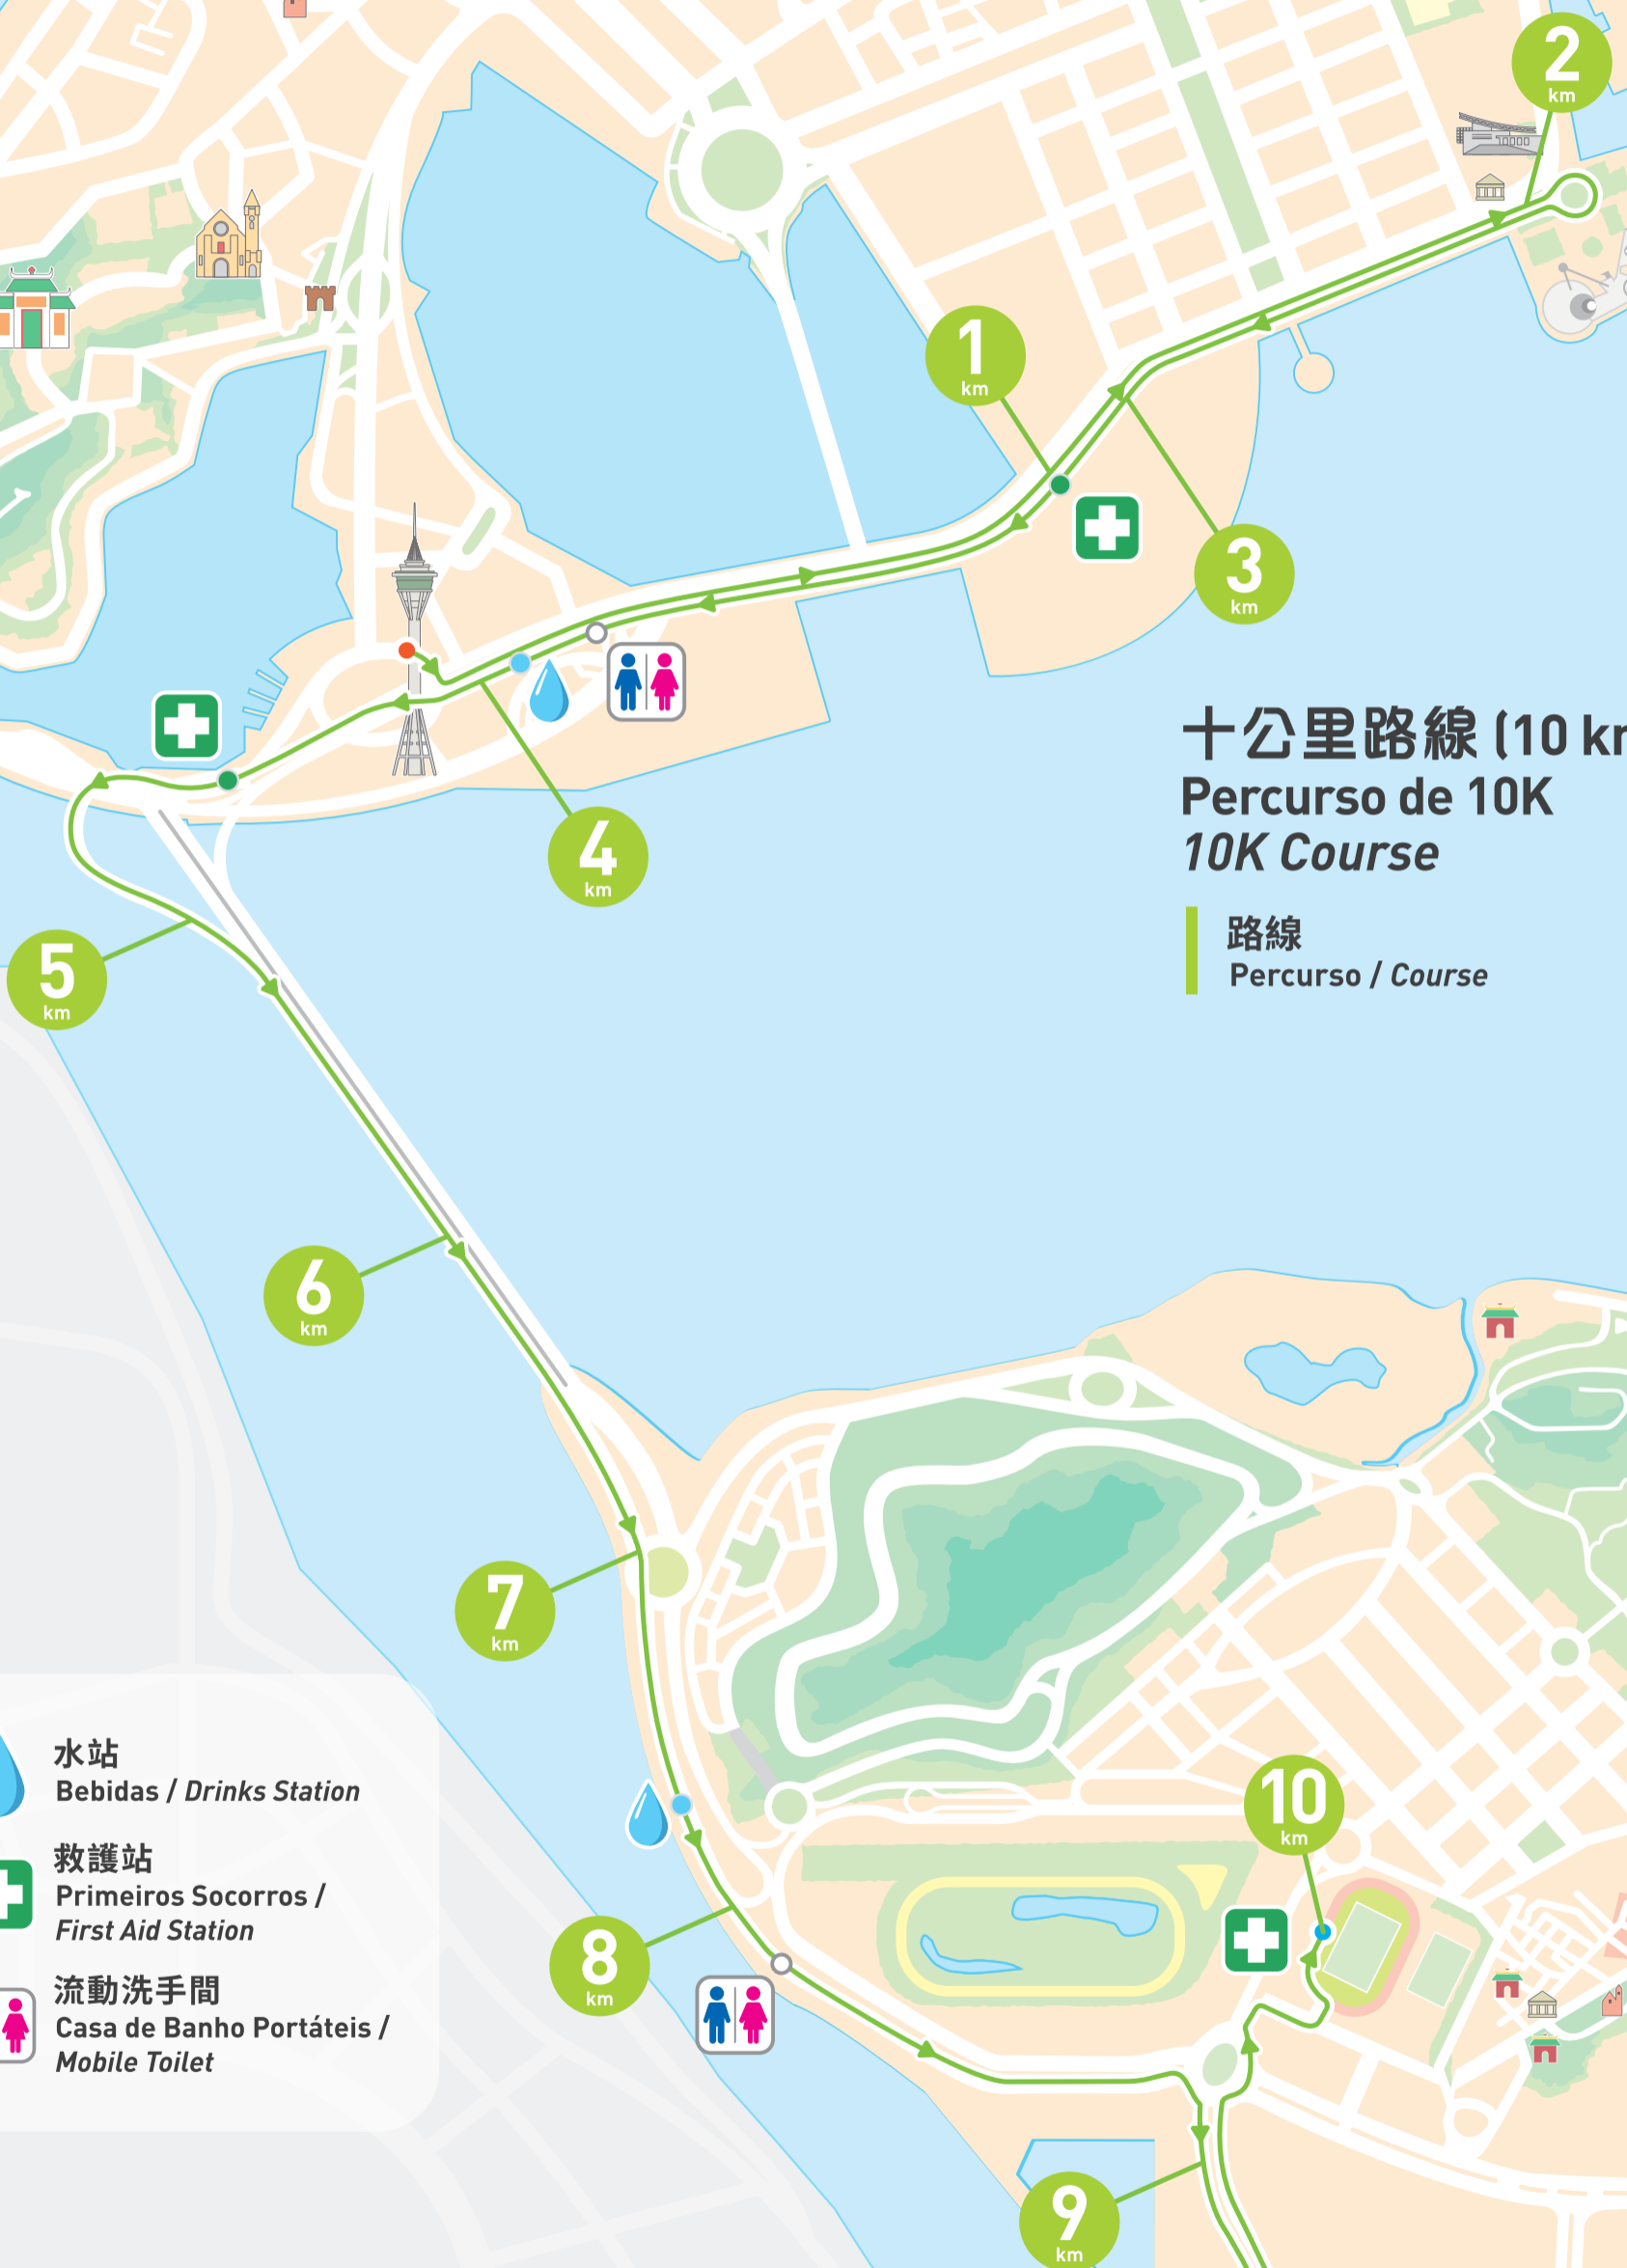 2
km
1
km
3
km
十公里路線 (10 k
Percurso de 10K
10K Course
路線
Percurso / Course
4
km
5
km
6
km
7
km
水站
Bebidas / Drinks Station
救護站
Primeiros Socorros /
First Aid Station
流動洗手間
Casa de Banho Portáteis /
Mobile Toilet
10
km
8
km
9
km